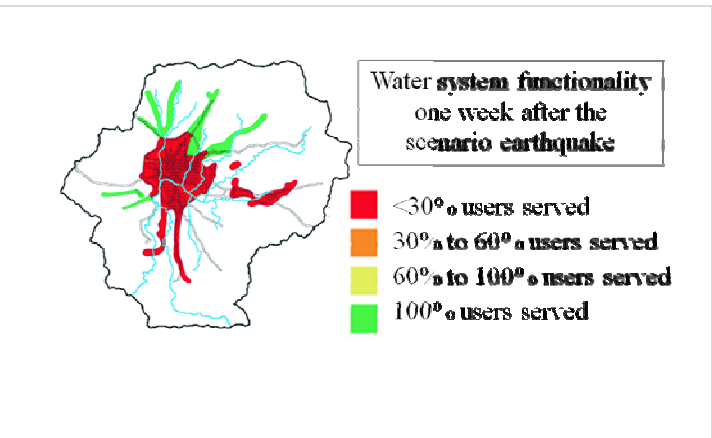 Water system functionality
one week after the
scenario earthquake
<30% users served
30% to 60% users served
60% to 100% users served
100% users served